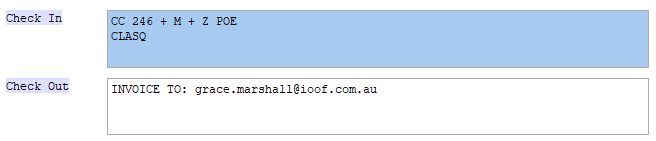 Check In
CC 246 + M + Z POE
CLASQ
Check Out
INVOICE TO: grace.marshall@ioof.com.au